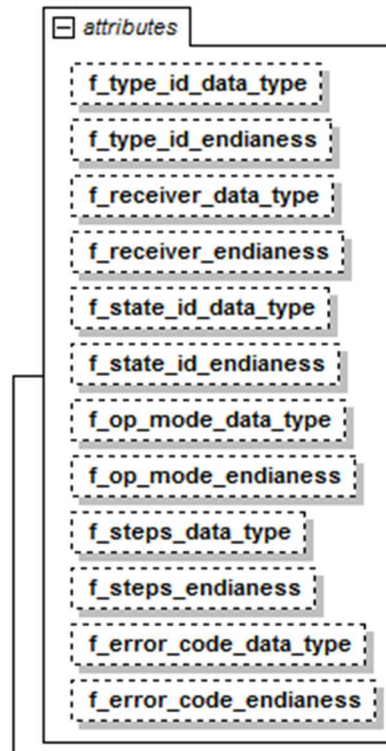 attributes
f_type_id_data_type
f_type_id_endianess
f_receiver_data_type
f_receiver_endianess
f_state_id_data_type
f_state_id_endianess
f_op_mode_data_type
f_op_mode_endianess
f_steps_data_type
f_steps_endianess
f_error_code_data_type
f_error_code_endianess